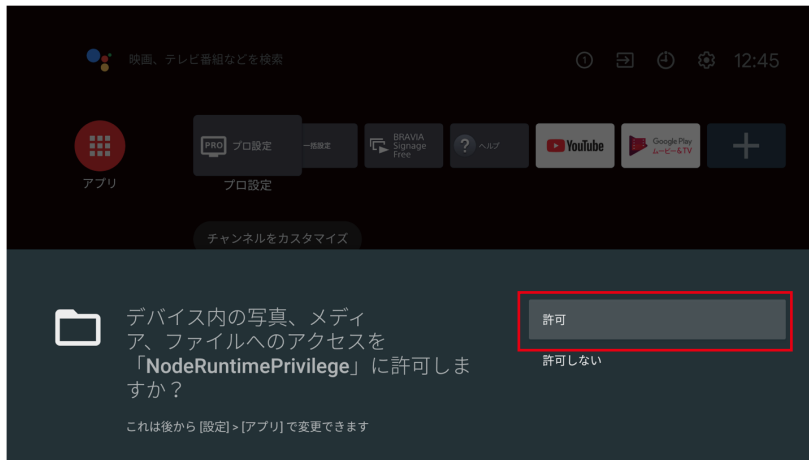 映画、テレビ番組などを検索
1
12:45
PRO プロ設定
一括設定
BRAVIA
Signage
Free
? ヘルプ
YouTube
Google Play
ムービー&TV
アプリ
プロ設定
チャンネルをカスタマイズ
デバイス内の写真、メディ
ア、ファイルへのアクセスを
「NodeRuntimePrivilege」に許可しま
すか？
これは後から [設定] > [アプリ] で変更できます
許可
許可しない